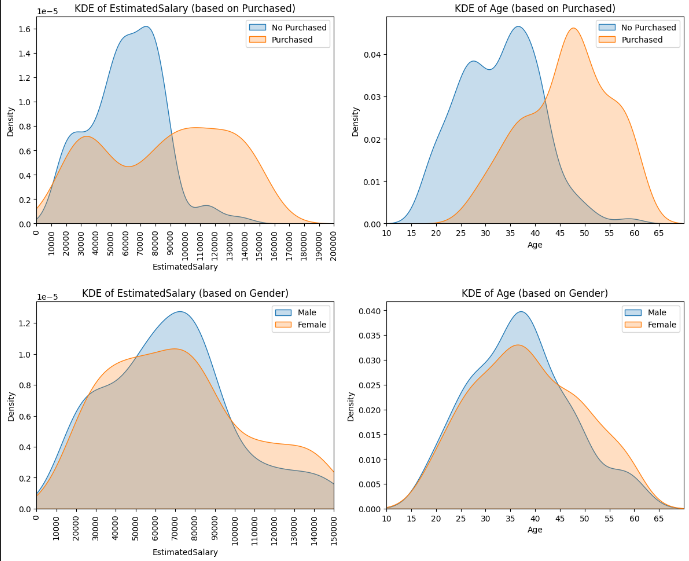 KDE of EstimatedSalary (based on Purchased)
1e−5
No Purchased
Purchased
1.6
1.4
1.2
1.0
0.8
0.6
0.4
0.2
0.0
Density
0
10000
20000
30000
40000
50000
60000
70000
80000
90000
100000
110000
120000
130000
140000
150000
160000
170000
180000
190000
200000
EstimatedSalary
KDE of Age (based on Purchased)
No Purchased
Purchased
0.04
0.03
0.02
0.01
0.00
Density
10 15 20 25 30 35 40 45 50 55 60 65
Age
KDE of EstimatedSalary (based on Gender)
1e−5
Male
Female
1.2
1.0
0.8
0.6
0.4
0.2
0.0
Density
0
10000
20000
30000
40000
50000
60000
70000
80000
90000
100000
110000
120000
130000
140000
150000
EstimatedSalary
KDE of Age (based on Gender)
Male
Female
0.040
0.035
0.030
0.025
0.020
0.015
0.010
0.005
0.000
Density
10 15 20 25 30 35 40 45 50 55 60 65
Age